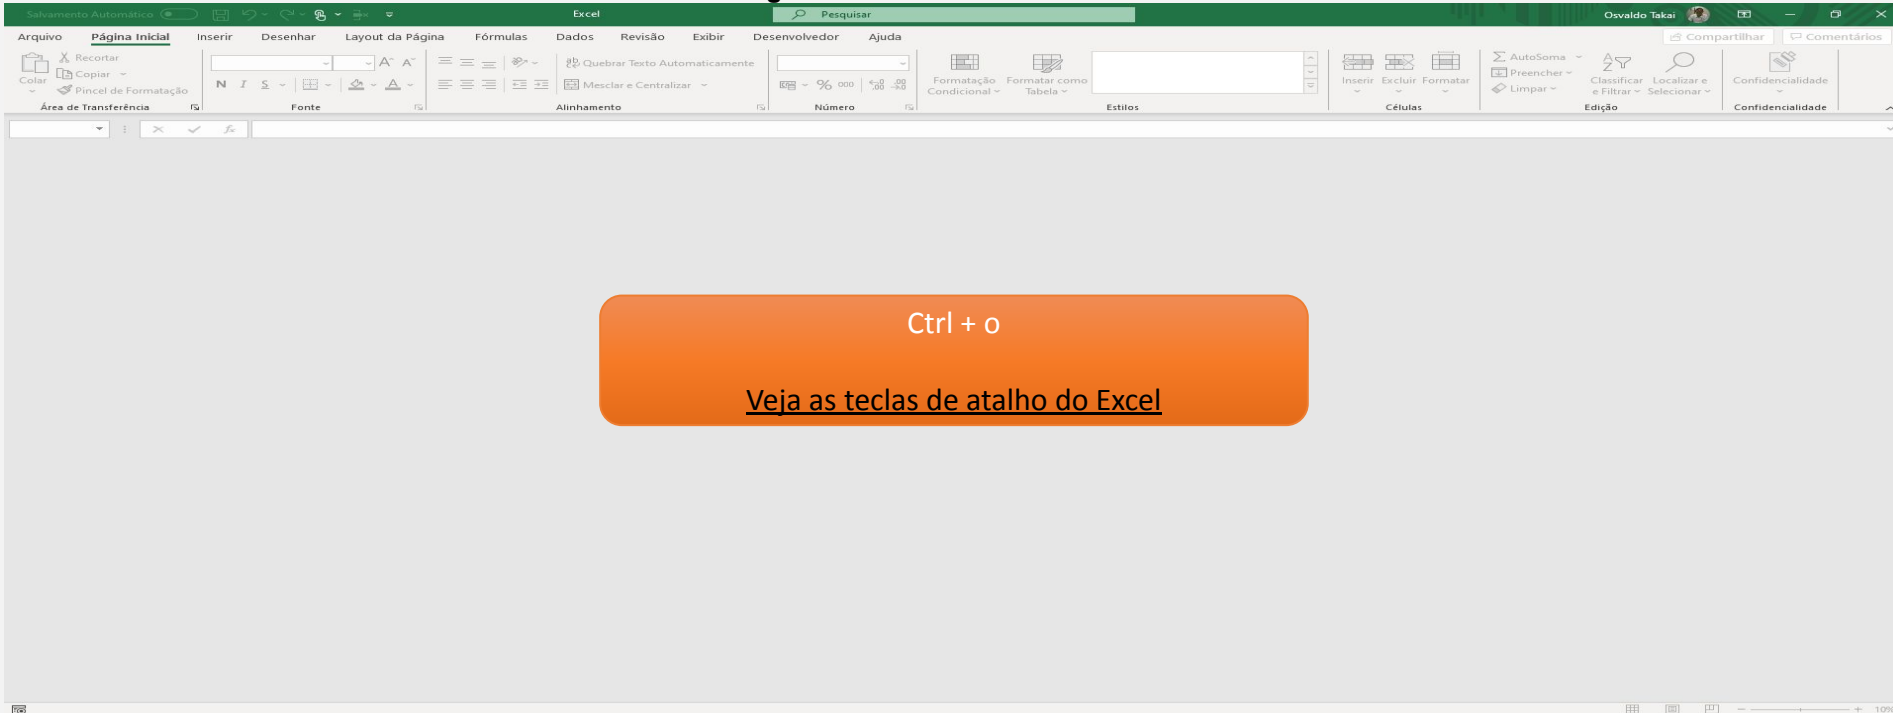 Salvamento Automático
Excel
Pesquisar
Osvaldo Takai
Arquivo Página Inicial Inserir Desenhar Layout da Página Fórmulas Dados Revisão Exibir Desenvolvedor Ajuda
Compartilhar Comentários
Colar
Recortar
Copiar
Pincel de Formatação
Área de Transferência
A^ A˅
N I S A
Fonte
Quebrar Texto Automaticamente
Mesclar e Centralizar
Alinhamento
% 000
Número
Formatação Condicional
Formatar como Tabela
Estilos
Inserir Excluir Formatar
Células
AutoSoma
Preencher
Limpar
Classificar e Filtrar
Localizar e Selecionar
Edição
Confidencialidade
Confidencialidade
fx
Ctrl + o
Veja as teclas de atalho do Excel